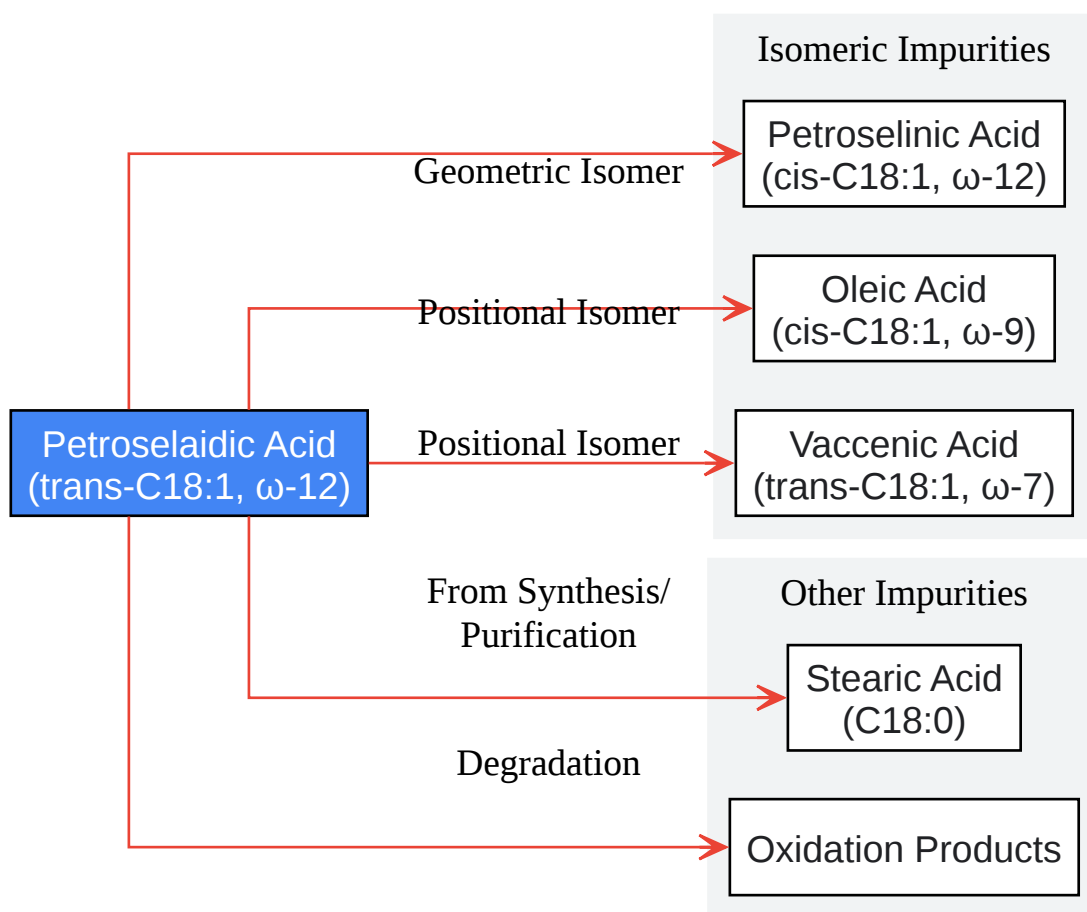 Isomeric Impurities
Petroselinic Acid
(cis-C18:1, ω-12)
Geometric Isomer
Oleic Acid
(cis-C18:1, ω-9)
Positional Isomer
Petroselaidic Acid
(trans-C18:1, ω-12)
Positional Isomer
Vaccenic Acid
(trans-C18:1, ω-7)
From Synthesis/
Purification
Other Impurities
Stearic Acid
(C18:0)
Degradation
Oxidation Products